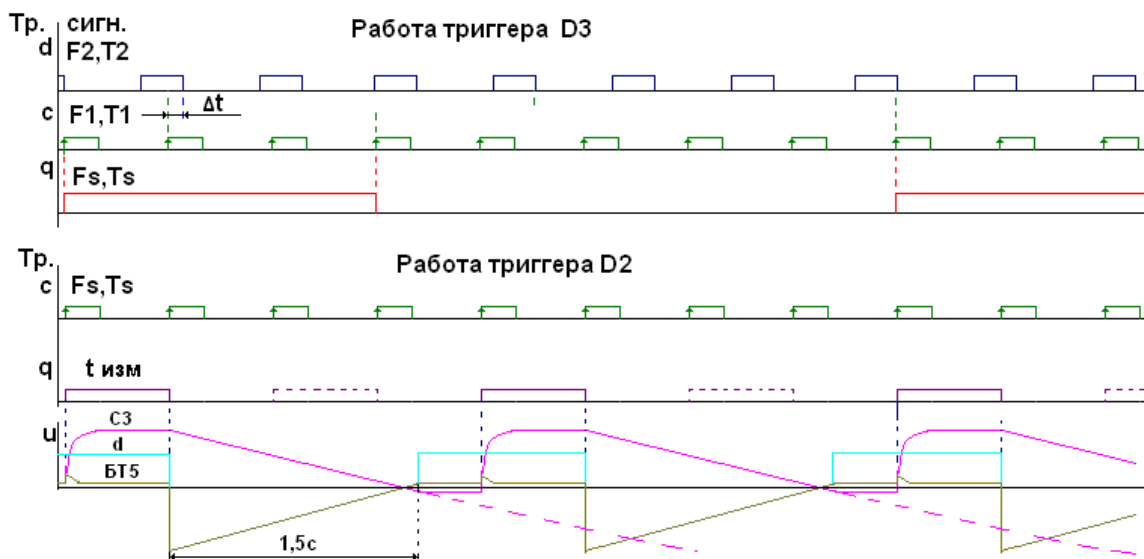 Тр. сигн. Работа триггера D3
d F2,T2
Δt
c F1,T1
q Fs,Ts
Тр. Работа триггера D2
c Fs,Ts
q t изм
C3
u d
БТ5
1,5с